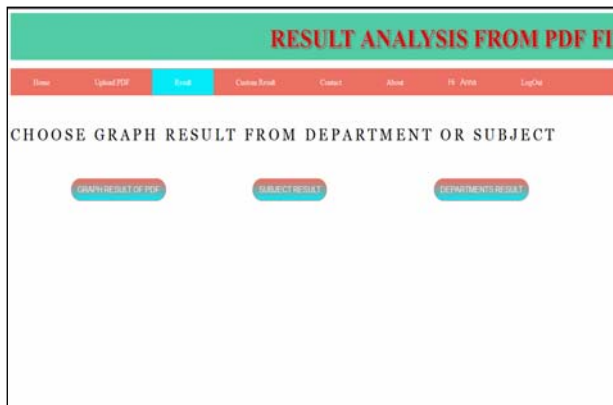 RESULT ANALYSIS FROM PDF FI
Home Upload PDF Result Custom Result Contact About Hi Anna LogOut
CHOOSE GRAPH RESULT FROM DEPARTMENT OR SUBJECT
GRAPH RESULT OF PDF SUBJECT RESULT DEPARTMENTS RESULT